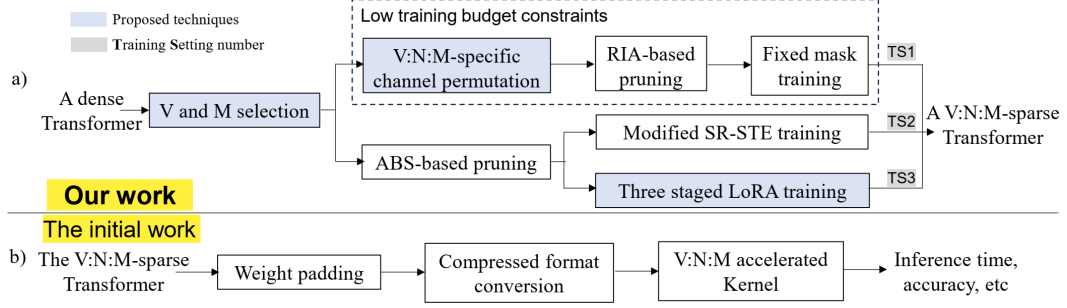 Proposed techniques
Training Setting number
Low training budget constraints
a)
A dense
Transformer
V and M selection
V:N:M-specific
channel permutation
RIA-based
pruning
Fixed mask
training
TS1
ABS-based pruning
Modified SR-STE training
TS2
Three staged LoRA training
TS3
A V:N:M-sparse
Transformer
Our work
The initial work
b)
The V:N:M-sparse
Transformer
Weight padding
Compressed format
conversion
V:N:M accelerated
Kernel
Inference time,
accuracy, etc